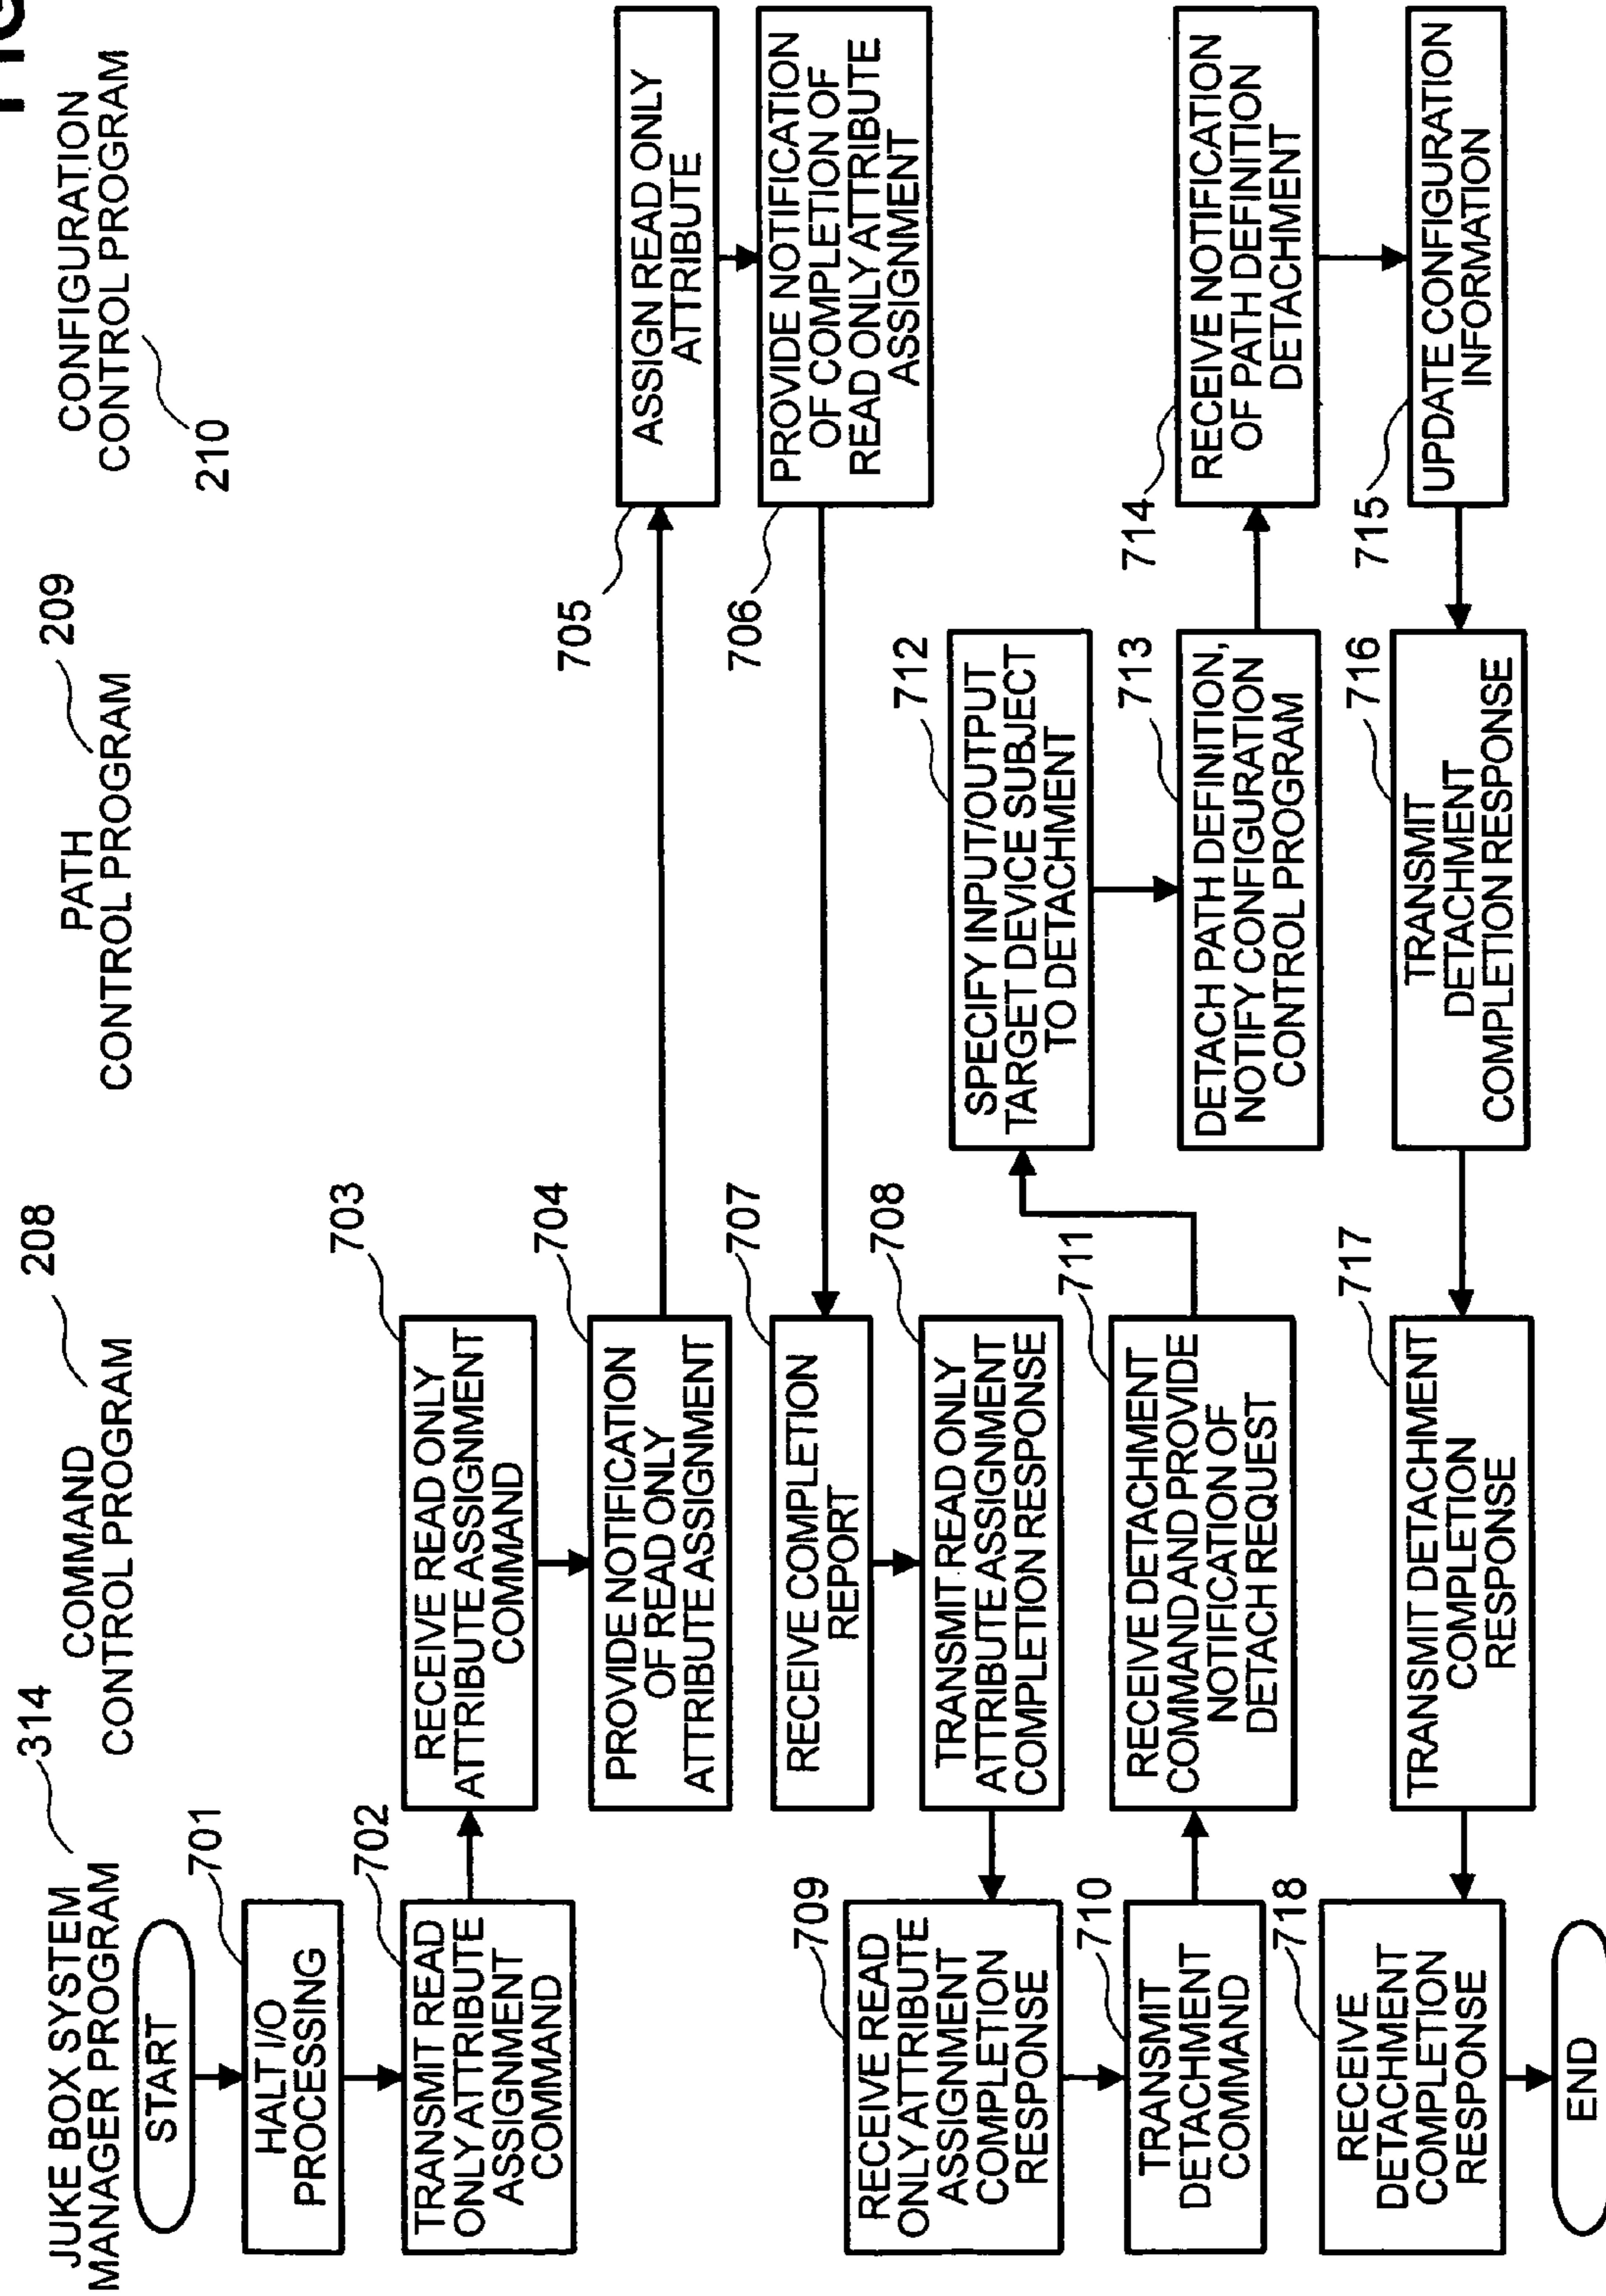 JUKE BOX SYSTEM
MANAGER PROGRAM
314
COMMAND
CONTROL PROGRAM
208
PATH
CONTROL PROGRAM
209
CONFIGURATION
CONTROL PROGRAM
210
START
701
HALT I/O
PROCESSING
702
TRANSMIT READ
ONLY ATTRIBUTE
ASSIGNMENT
COMMAND
703
RECEIVE READ ONLY
ATTRIBUTE ASSIGNMENT
COMMAND
704
PROVIDE NOTIFICATION
OF READ ONLY
ATTRIBUTE ASSIGNMENT
705
ASSIGN READ ONLY
ATTRIBUTE
706
PROVIDE NOTIFICATION
OF COMPLETION OF
READ ONLY ATTRIBUTE
ASSIGNMENT
707
RECEIVE COMPLETION
REPORT
708
TRANSMIT READ ONLY
ATTRIBUTE ASSIGNMENT
COMPLETION RESPONSE
709
RECEIVE READ
ONLY ATTRIBUTE
ASSIGNMENT
COMPLETION
RESPONSE
710
TRANSMIT
DETACHMENT
COMMAND
711
RECEIVE DETACHMENT
COMMAND AND PROVIDE
NOTIFICATION OF
DETACH REQUEST
712
SPECIFY INPUT/OUTPUT
TARGET DEVICE SUBJECT
TO DETACHMENT
713
DETACH PATH DEFINITION,
NOTIFY CONFIGURATION
CONTROL PROGRAM
714
RECEIVE NOTIFICATION
OF PATH DEFINITION
DETACHMENT
715
UPDATE CONFIGURATION
INFORMATION
716
TRANSMIT
DETACHMENT
COMPLETION RESPONSE
717
TRANSMIT DETACHMENT
COMPLETION
RESPONSE
718
RECEIVE
DETACHMENT
COMPLETION
RESPONSE
END